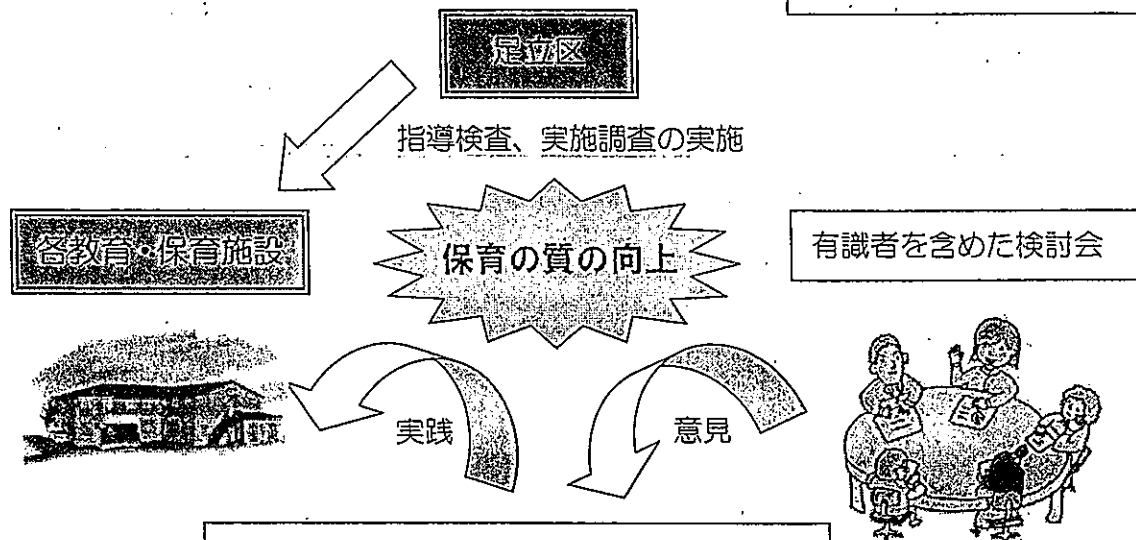 足立区
指導検査、実施調査の実施
各教育・保育施設
保育の質の向上
有識者を含めた検討会
実践
意見